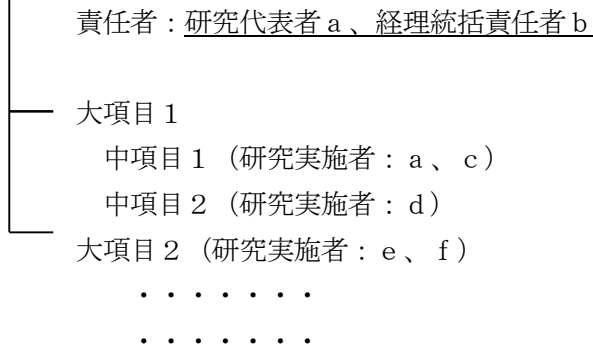 責任者：研究代表者ａ、経理統括責任者ｂ
大項目１
中項目１（研究実施者：ａ、ｃ）
中項目２（研究実施者：ｄ）
大項目２（研究実施者：ｅ、ｆ）
・・・・・・・
・・・・・・・